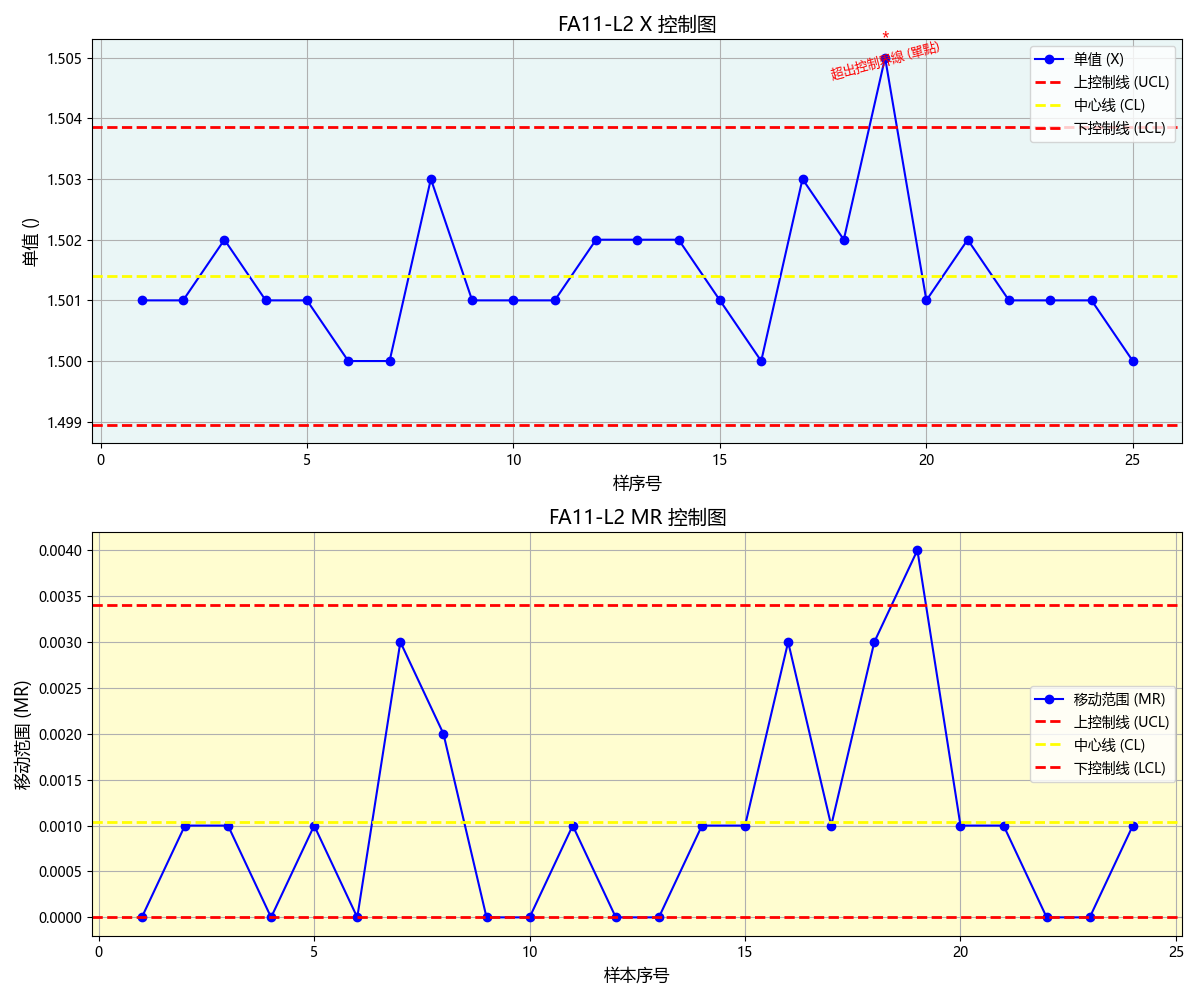 FA11-L2 X 控制图
*
超出控制界線 (單點)
单值 (X)
上控制线 (UCL)
中心线 (CL)
下控制线 (LCL)
单值 ()
1.505
1.504
1.503
1.502
1.501
1.500
1.499
0 5 10 15 20 25
样序号
FA11-L2 MR 控制图
移动范围 (MR)
上控制线 (UCL)
中心线 (CL)
下控制线 (LCL)
移动范围 (MR)
0.0040
0.0035
0.0030
0.0025
0.0020
0.0015
0.0010
0.0005
0.0000
0 5 10 15 20 25
样本序号